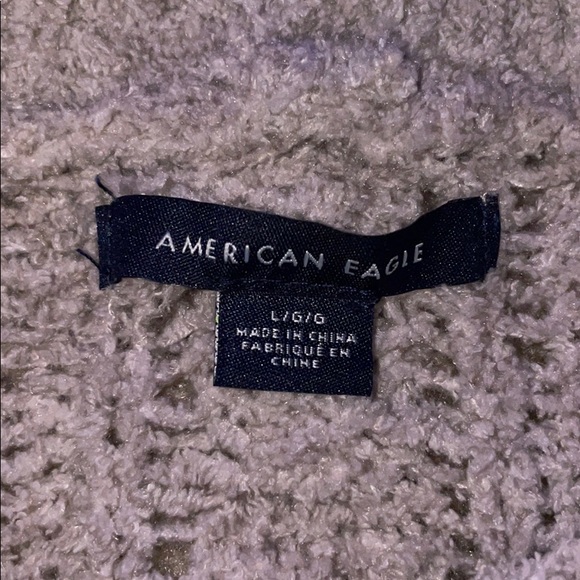 AMERICAN EAGLE
L/G/G
MADE IN CHINA
FABRIQUÉ EN
CHINE